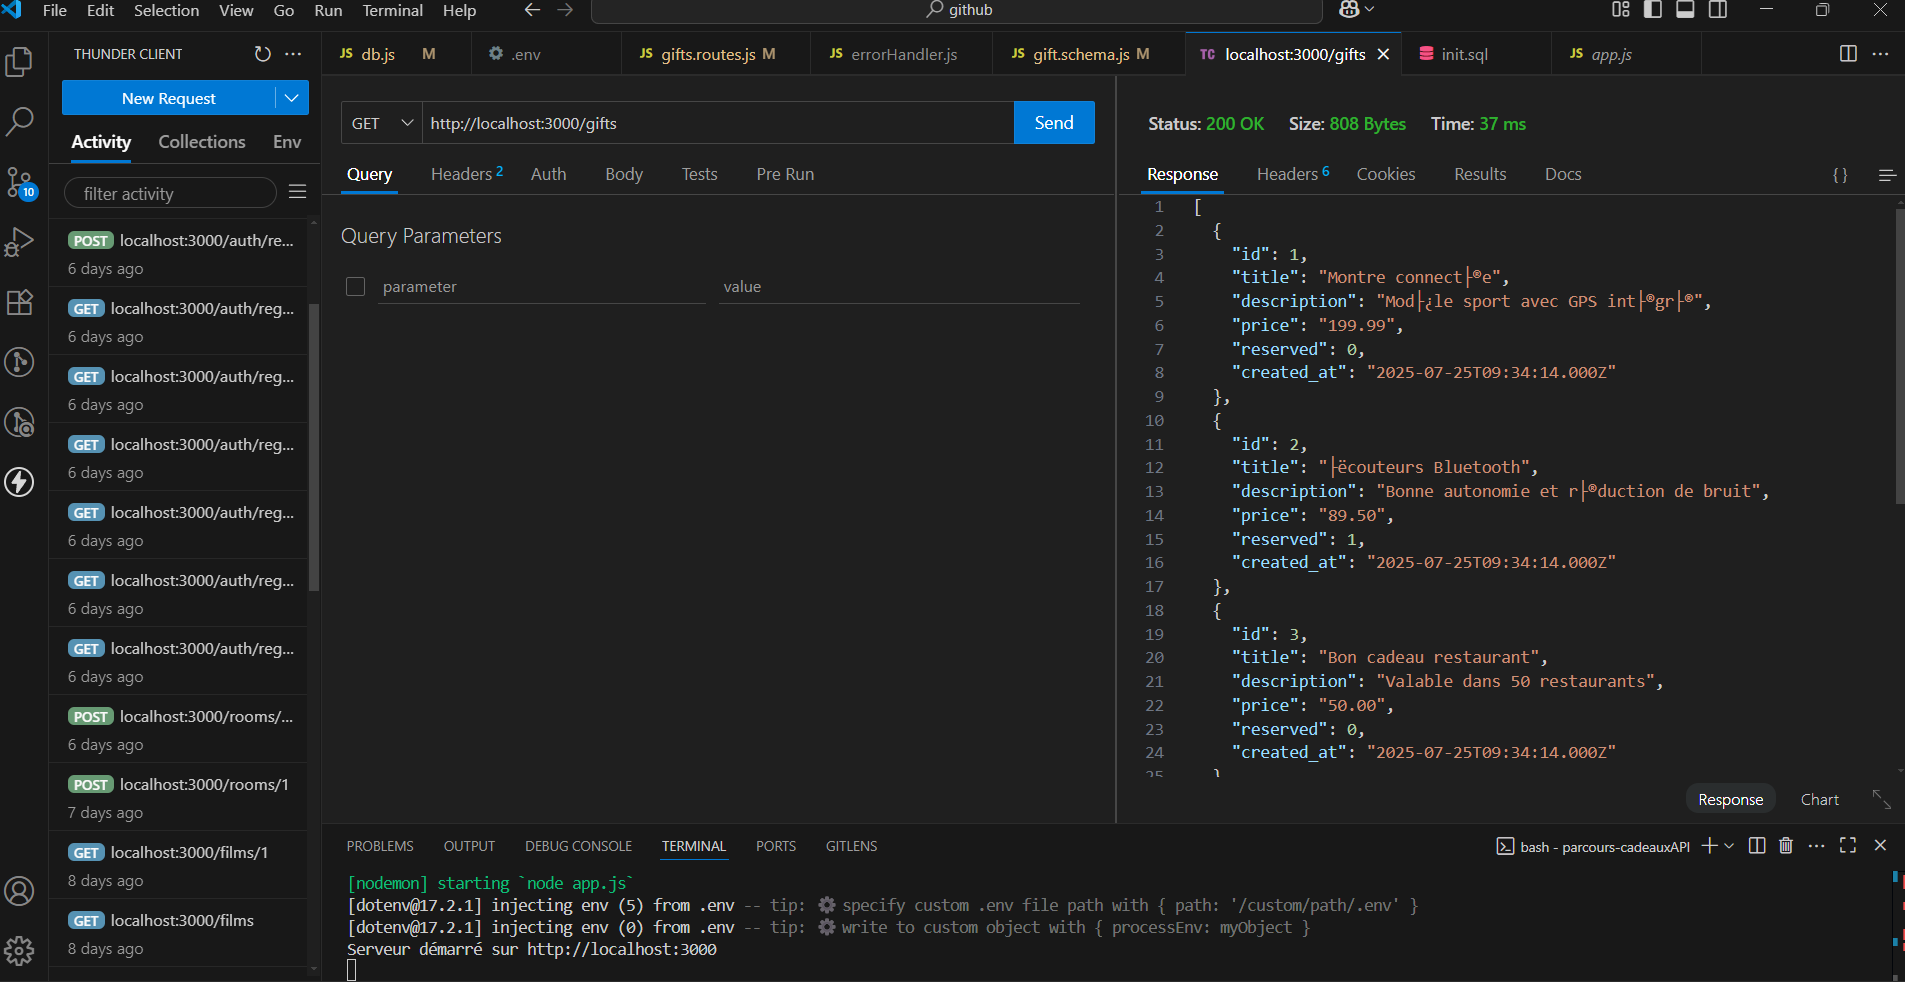 File Edit Selection View Go Run Terminal Help
github
THUNDER CLIENT
New Request
Activity Collections Env
filter activity
POST localhost:3000/auth/re...
6 days ago
GET localhost:3000/auth/reg...
6 days ago
GET localhost:3000/auth/reg...
6 days ago
GET localhost:3000/auth/reg...
6 days ago
GET localhost:3000/auth/reg...
6 days ago
GET localhost:3000/auth/reg...
6 days ago
GET localhost:3000/auth/reg...
6 days ago
POST localhost:3000/rooms/...
6 days ago
POST localhost:3000/rooms/1
7 days ago
GET localhost:3000/films/1
8 days ago
GET localhost:3000/films
8 days ago
10
JS db.js M
.env
JS gifts.routes.js M
JS errorHandler.js
JS gift.schema.js M
TC localhost:3000/gifts
init.sql
JS app.js
GET http://localhost:3000/gifts Send
Query Headers 2 Auth Body Tests Pre Run
Query Parameters
parameter value
Status: 200 OK Size: 808 Bytes Time: 37 ms
Response Headers 6 Cookies Results Docs {}
1 [
2 {
3 "id": 1,
4 "title": "Montre connect├®e",
5 "description": "Mod├¿le sport avec GPS int├®gr├®",
6 "price": "199.99",
7 "reserved": 0,
8 "created_at": "2025-07-25T09:34:14.000Z"
9 },
10 {
11 "id": 2,
12 "title": "├ëcouteurs Bluetooth",
13 "description": "Bonne autonomie et r├®duction de bruit",
14 "price": "89.50",
15 "reserved": 1,
16 "created_at": "2025-07-25T09:34:14.000Z"
17 },
18 {
19 "id": 3,
20 "title": "Bon cadeau restaurant",
21 "description": "Valable dans 50 restaurants",
22 "price": "50.00",
23 "reserved": 0,
24 "created_at": "2025-07-25T09:34:14.000Z"
25 }
Response Chart
PROBLEMS OUTPUT DEBUG CONSOLE TERMINAL PORTS GITLENS
bash - parcours-cadeauxAPI
[nodemon] starting `node app.js`
[dotenv@17.2.1] injecting env (5) from .env -- tip: ⚙️ specify custom .env file path with { path: '/custom/path/.env' }
[dotenv@17.2.1] injecting env (0) from .env -- tip: ⚙️ write to custom object with { processEnv: myObject }
Serveur démarré sur http://localhost:3000